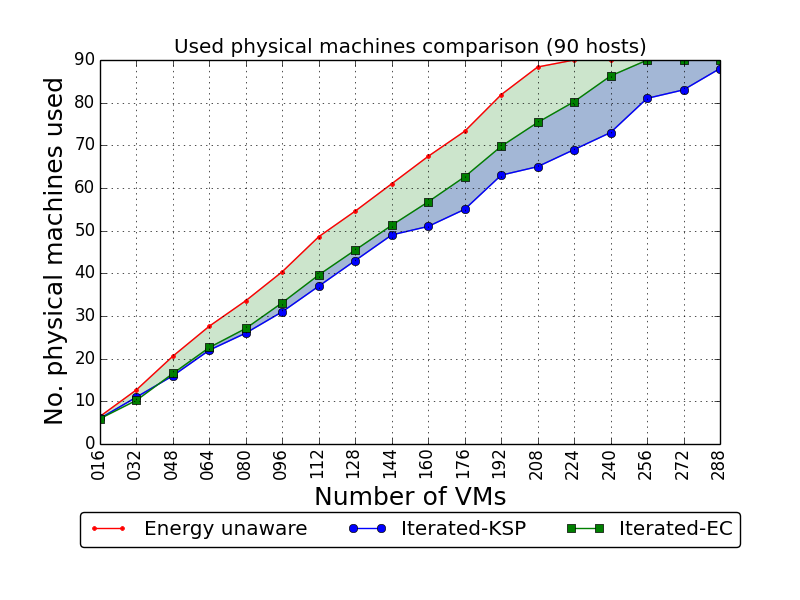 Used physical machines comparison (90 hosts)
No. physical machines used
90
80
70
60
50
40
30
20
10
0
016 032 048 064 080 096 112 128 144 160 176 192 208 224 240 256 272 288
Number of VMs
Energy unaware Iterated-KSP Iterated-EC